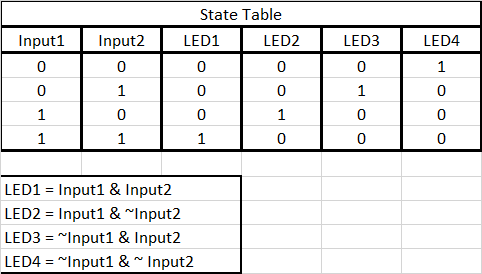 State Table
Input1 Input2 LED1 LED2 LED3 LED4
0 0 0 0 0 1
0 1 0 0 1 0
1 0 0 1 0 0
1 1 1 0 0 0
LED1 = Input1 & Input2
LED2 = Input1 & ~Input2
LED3 = ~Input1 & Input2
LED4 = ~Input1 & ~ Input2